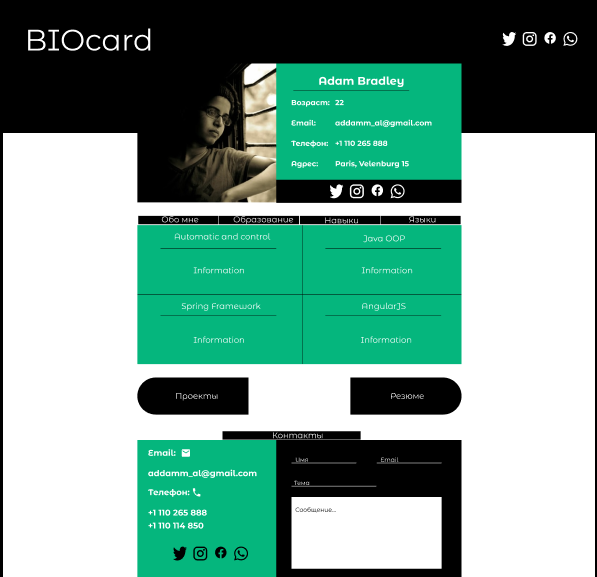 BIOcard
Adam Bradley
Возраст: 22
Email: addamm_al@gmail.com
Телефон: +1 110 265 888
Адрес: Paris, Velenburg 15
Обо мне Образование Навыки Языки
Automatic and control Java OOP
Information Information
Spring Framework AngularJS
Information Information
Проекты Резюме
Контакты
Email:
addamm_al@gmail.com
Телефон:
+1 110 265 888
+1 110 114 850
Имя Email
Тема
Сообщение...